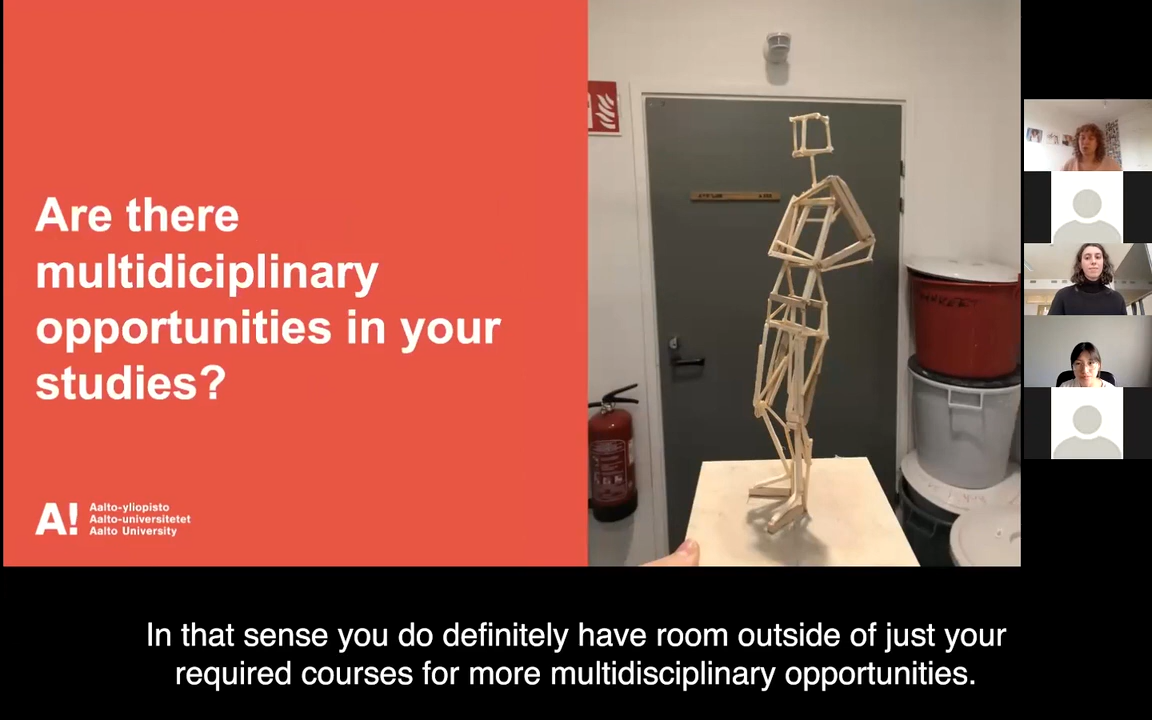 Are there
multidiciplinary
opportunities in your
studies?
A!
Aalto-yliopisto
Aalto-universitetet
Aalto University
In that sense you do definitely have room outside of just your
required courses for more multidisciplinary opportunities.